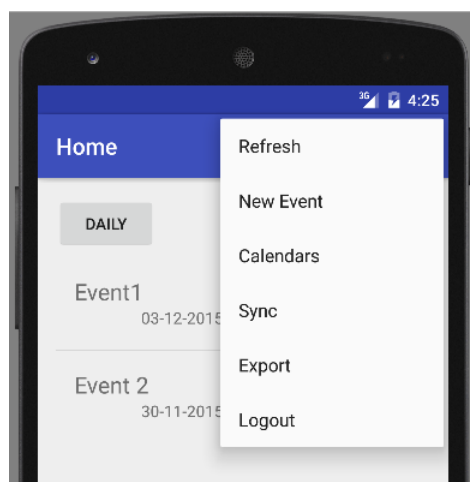 3G 4:25
Home
Refresh
New Event
Calendars
Sync
Export
Logout
DAILY
Event1
03-12-2015
Event 2
30-11-2015